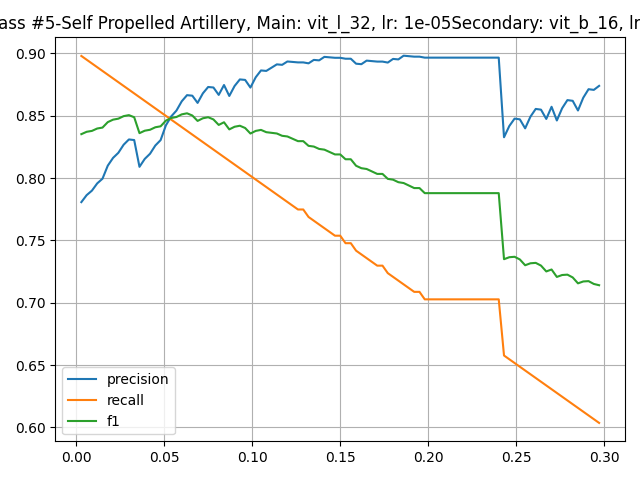 ass #5-Self Propelled Artillery, Main: vit_l_32, lr: 1e-05Secondary: vit_b_16, lr
0.90
0.85
0.80
0.75
0.70
0.65
0.60
precision
recall
f1
0.00 0.05 0.10 0.15 0.20 0.25 0.30